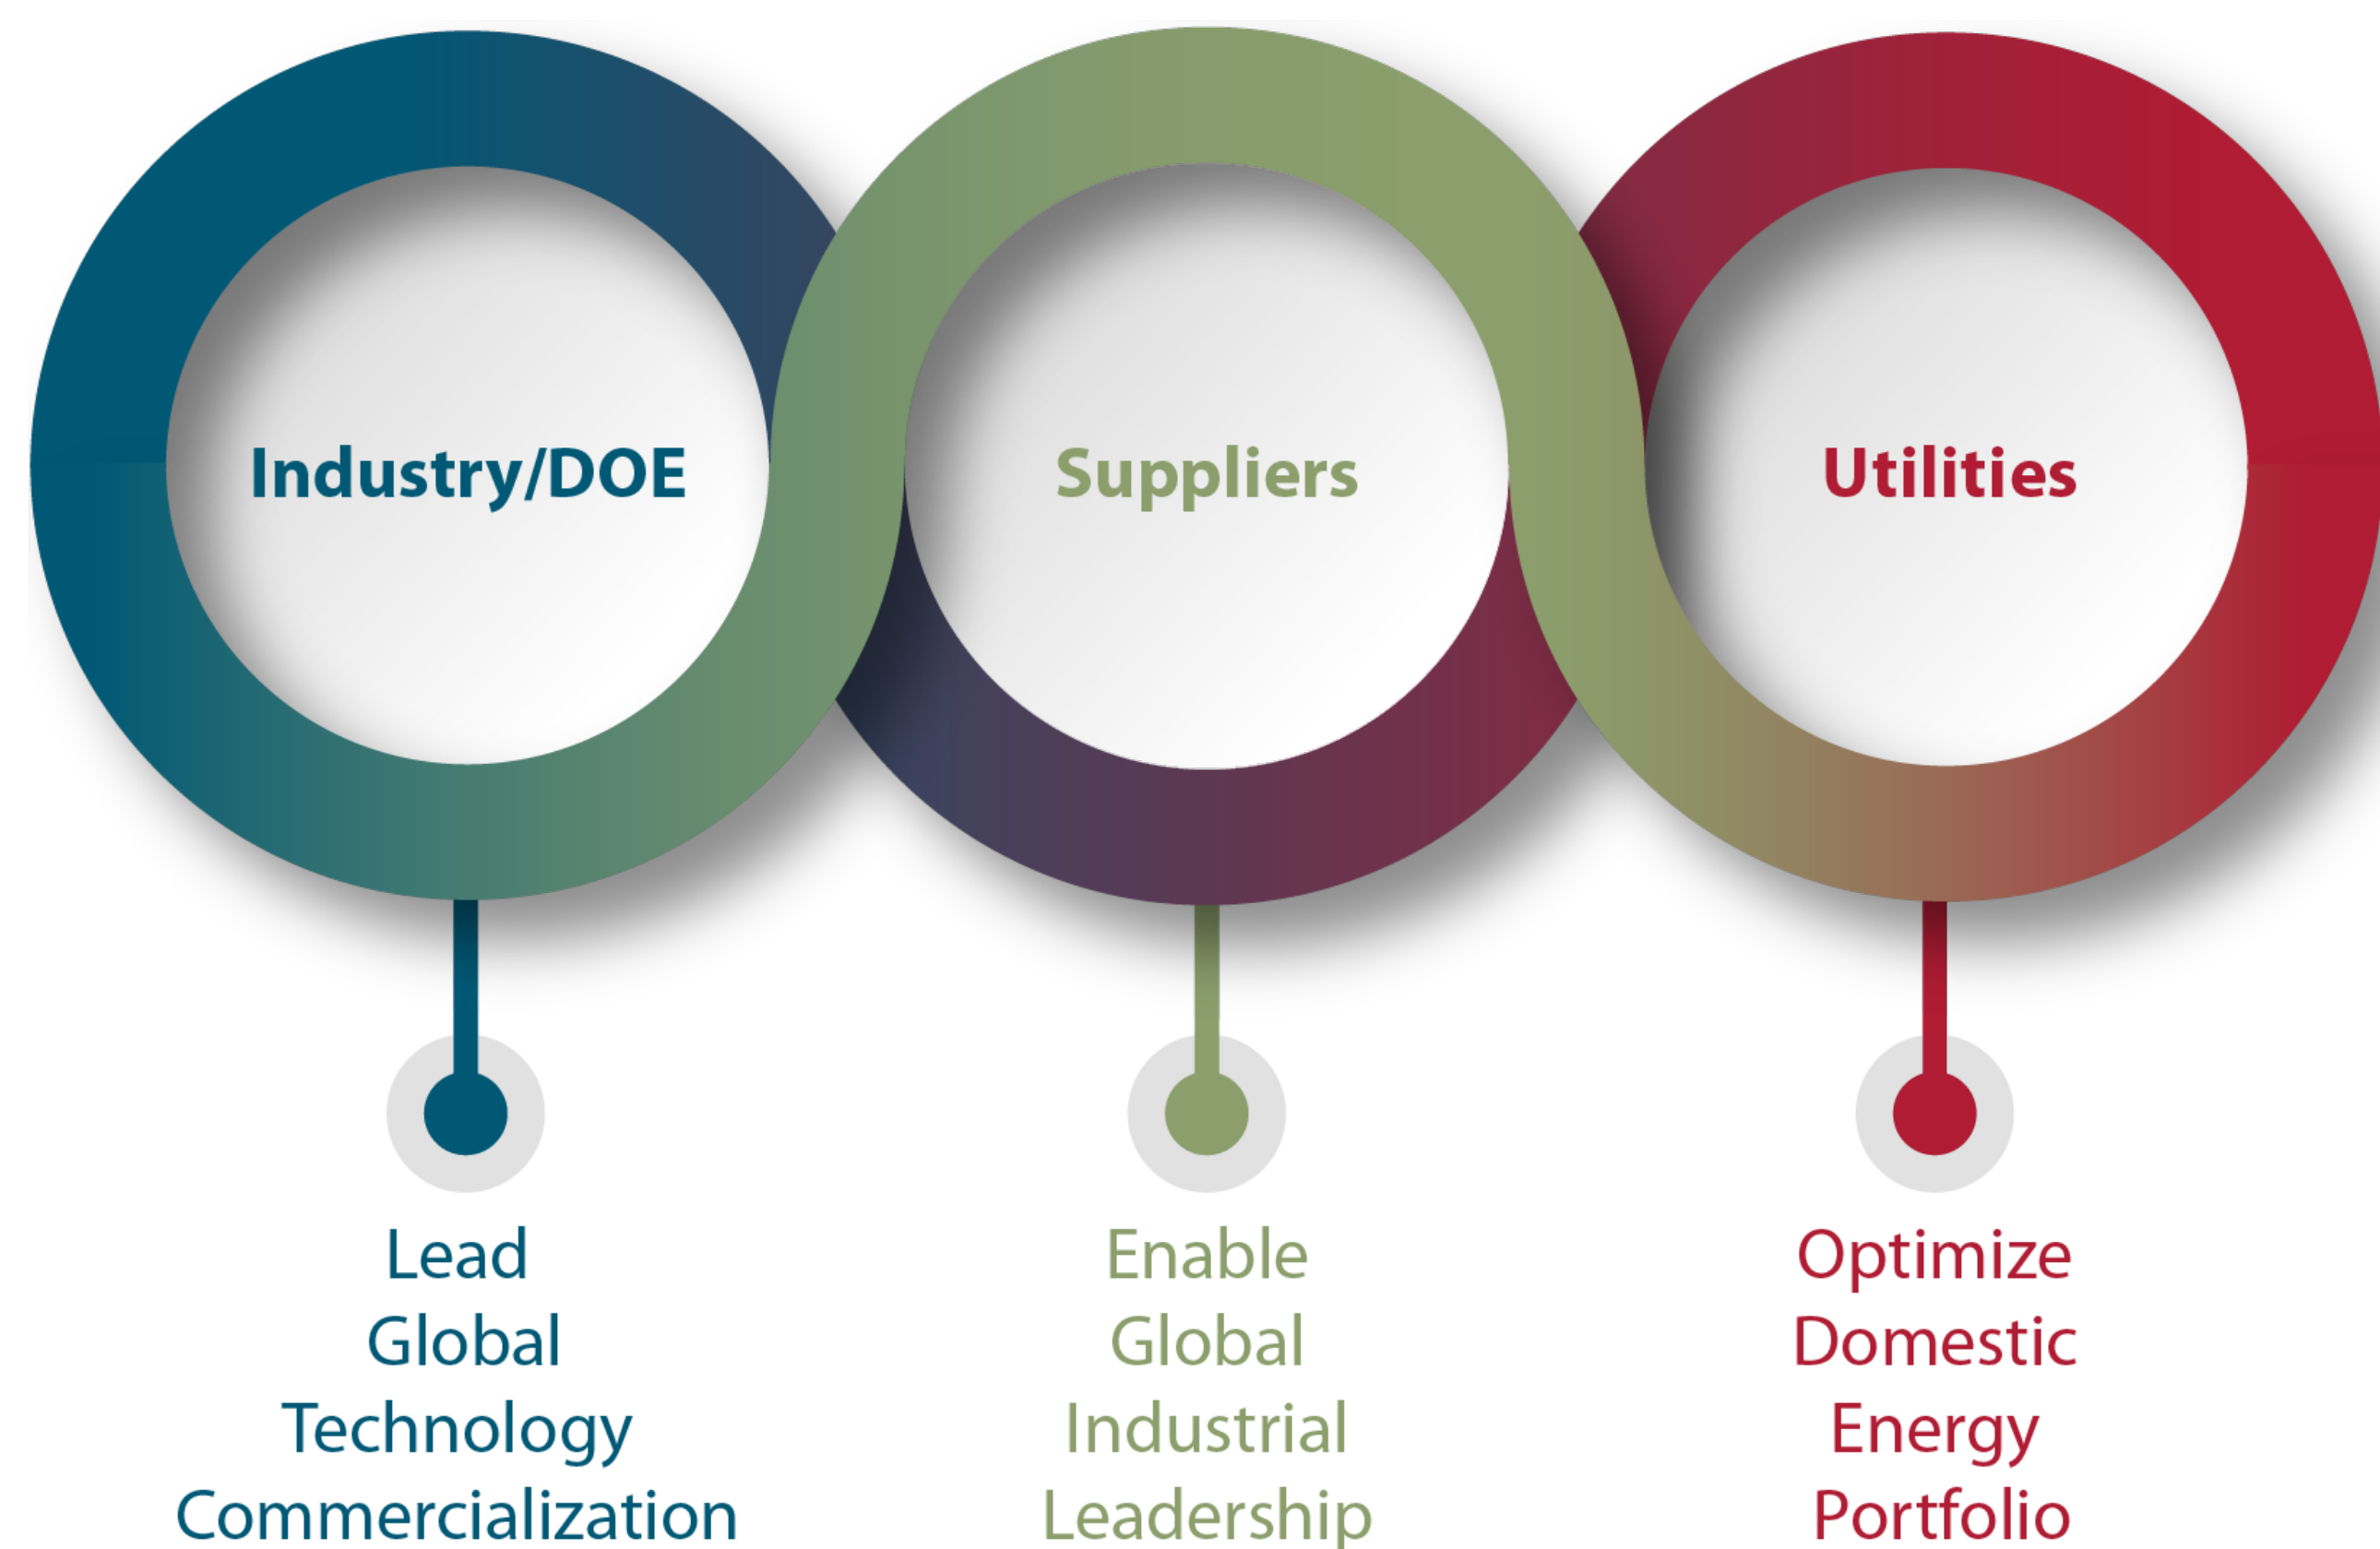 Industry/DOE
Suppliers
Utilities
Lead
Global
Technology
Commercialization
Enable
Global
Industrial
Leadership
Optimize
Domestic
Energy
Portfolio